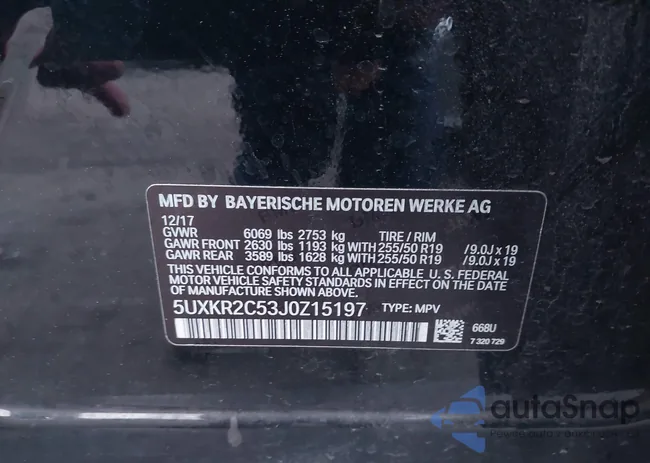 MFD BY BAYERISCHE MOTOREN WERKE AG
12/17
GVWR 6069 lbs 2753 kg TIRE / RIM
GAWR FRONT 2630 lbs 1193 kg WITH 255/50 R19 /9.0J x 19
GAWR REAR 3589 lbs 1628 kg WITH 255/50 R19 /9.0J x 19
THIS VEHICLE CONFORMS TO ALL APPLICABLE U. S. FEDERAL
MOTOR VEHICLE SAFETY STANDARDS IN EFFECT ON THE DATE OF
MANUFACTURE SHOWN ABOVE.
5UXKR2C53J0Z15197 TYPE: MPV
668U
7 320 729
autaSnap